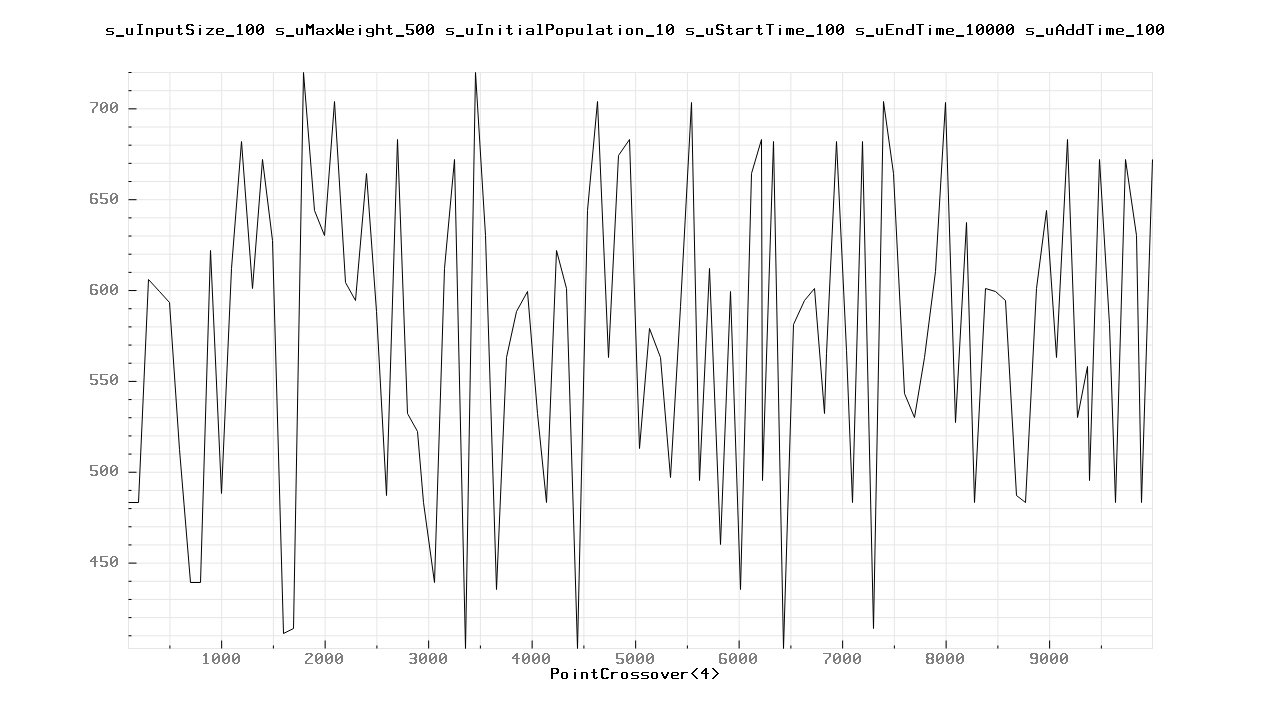 s_uInputSize_100 s_uMaxWeight_500 s_uInitialPopulation_10 s_uStartTime_100 s_uEndTime_10000 s_uAddTime_100
700
650
600
550
500
450
1000 2000 3000 4000 5000 6000 7000 8000 9000
PointCrossover<4>